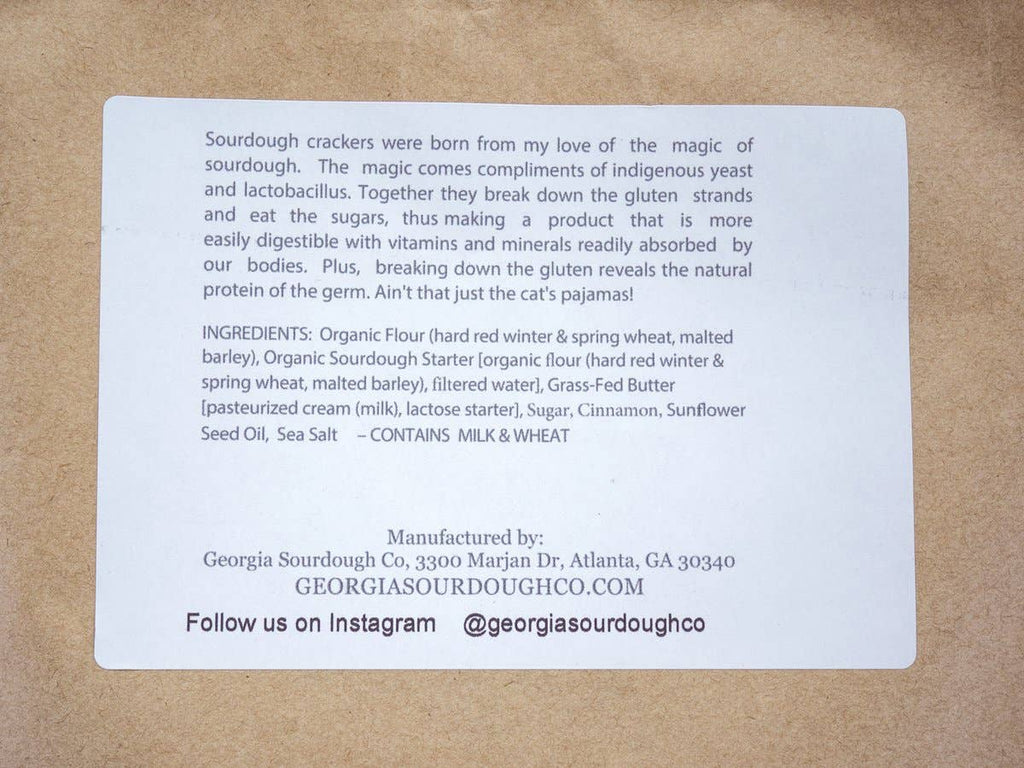 Sourdough crackers were born from my love of the magic of
sourdough. The magic comes compliments of indigenous yeast
and lactobacillus. Together they break down the gluten strands
and eat the sugars, thus making a product that is more
easily digestible with vitamins and minerals readily absorbed by
our bodies. Plus, breaking down the gluten reveals the natural
protein of the germ. Ain't that just the cat's pajamas!
INGREDIENTS: Organic Flour (hard red winter & spring wheat, malted
barley), Organic Sourdough Starter [organic flour (hard red winter &
spring wheat, malted barley), filtered water], Grass-Fed Butter
[pasteurized cream (milk), lactose starter], Sugar, Cinnamon, Sunflower
Seed Oil, Sea Salt – CONTAINS MILK & WHEAT
Manufactured by:
Georgia Sourdough Co, 3300 Marjan Dr, Atlanta, GA 30340
GEORGIASOURDOUGHCO.COM
Follow us on Instagram @georgiasourdoughco